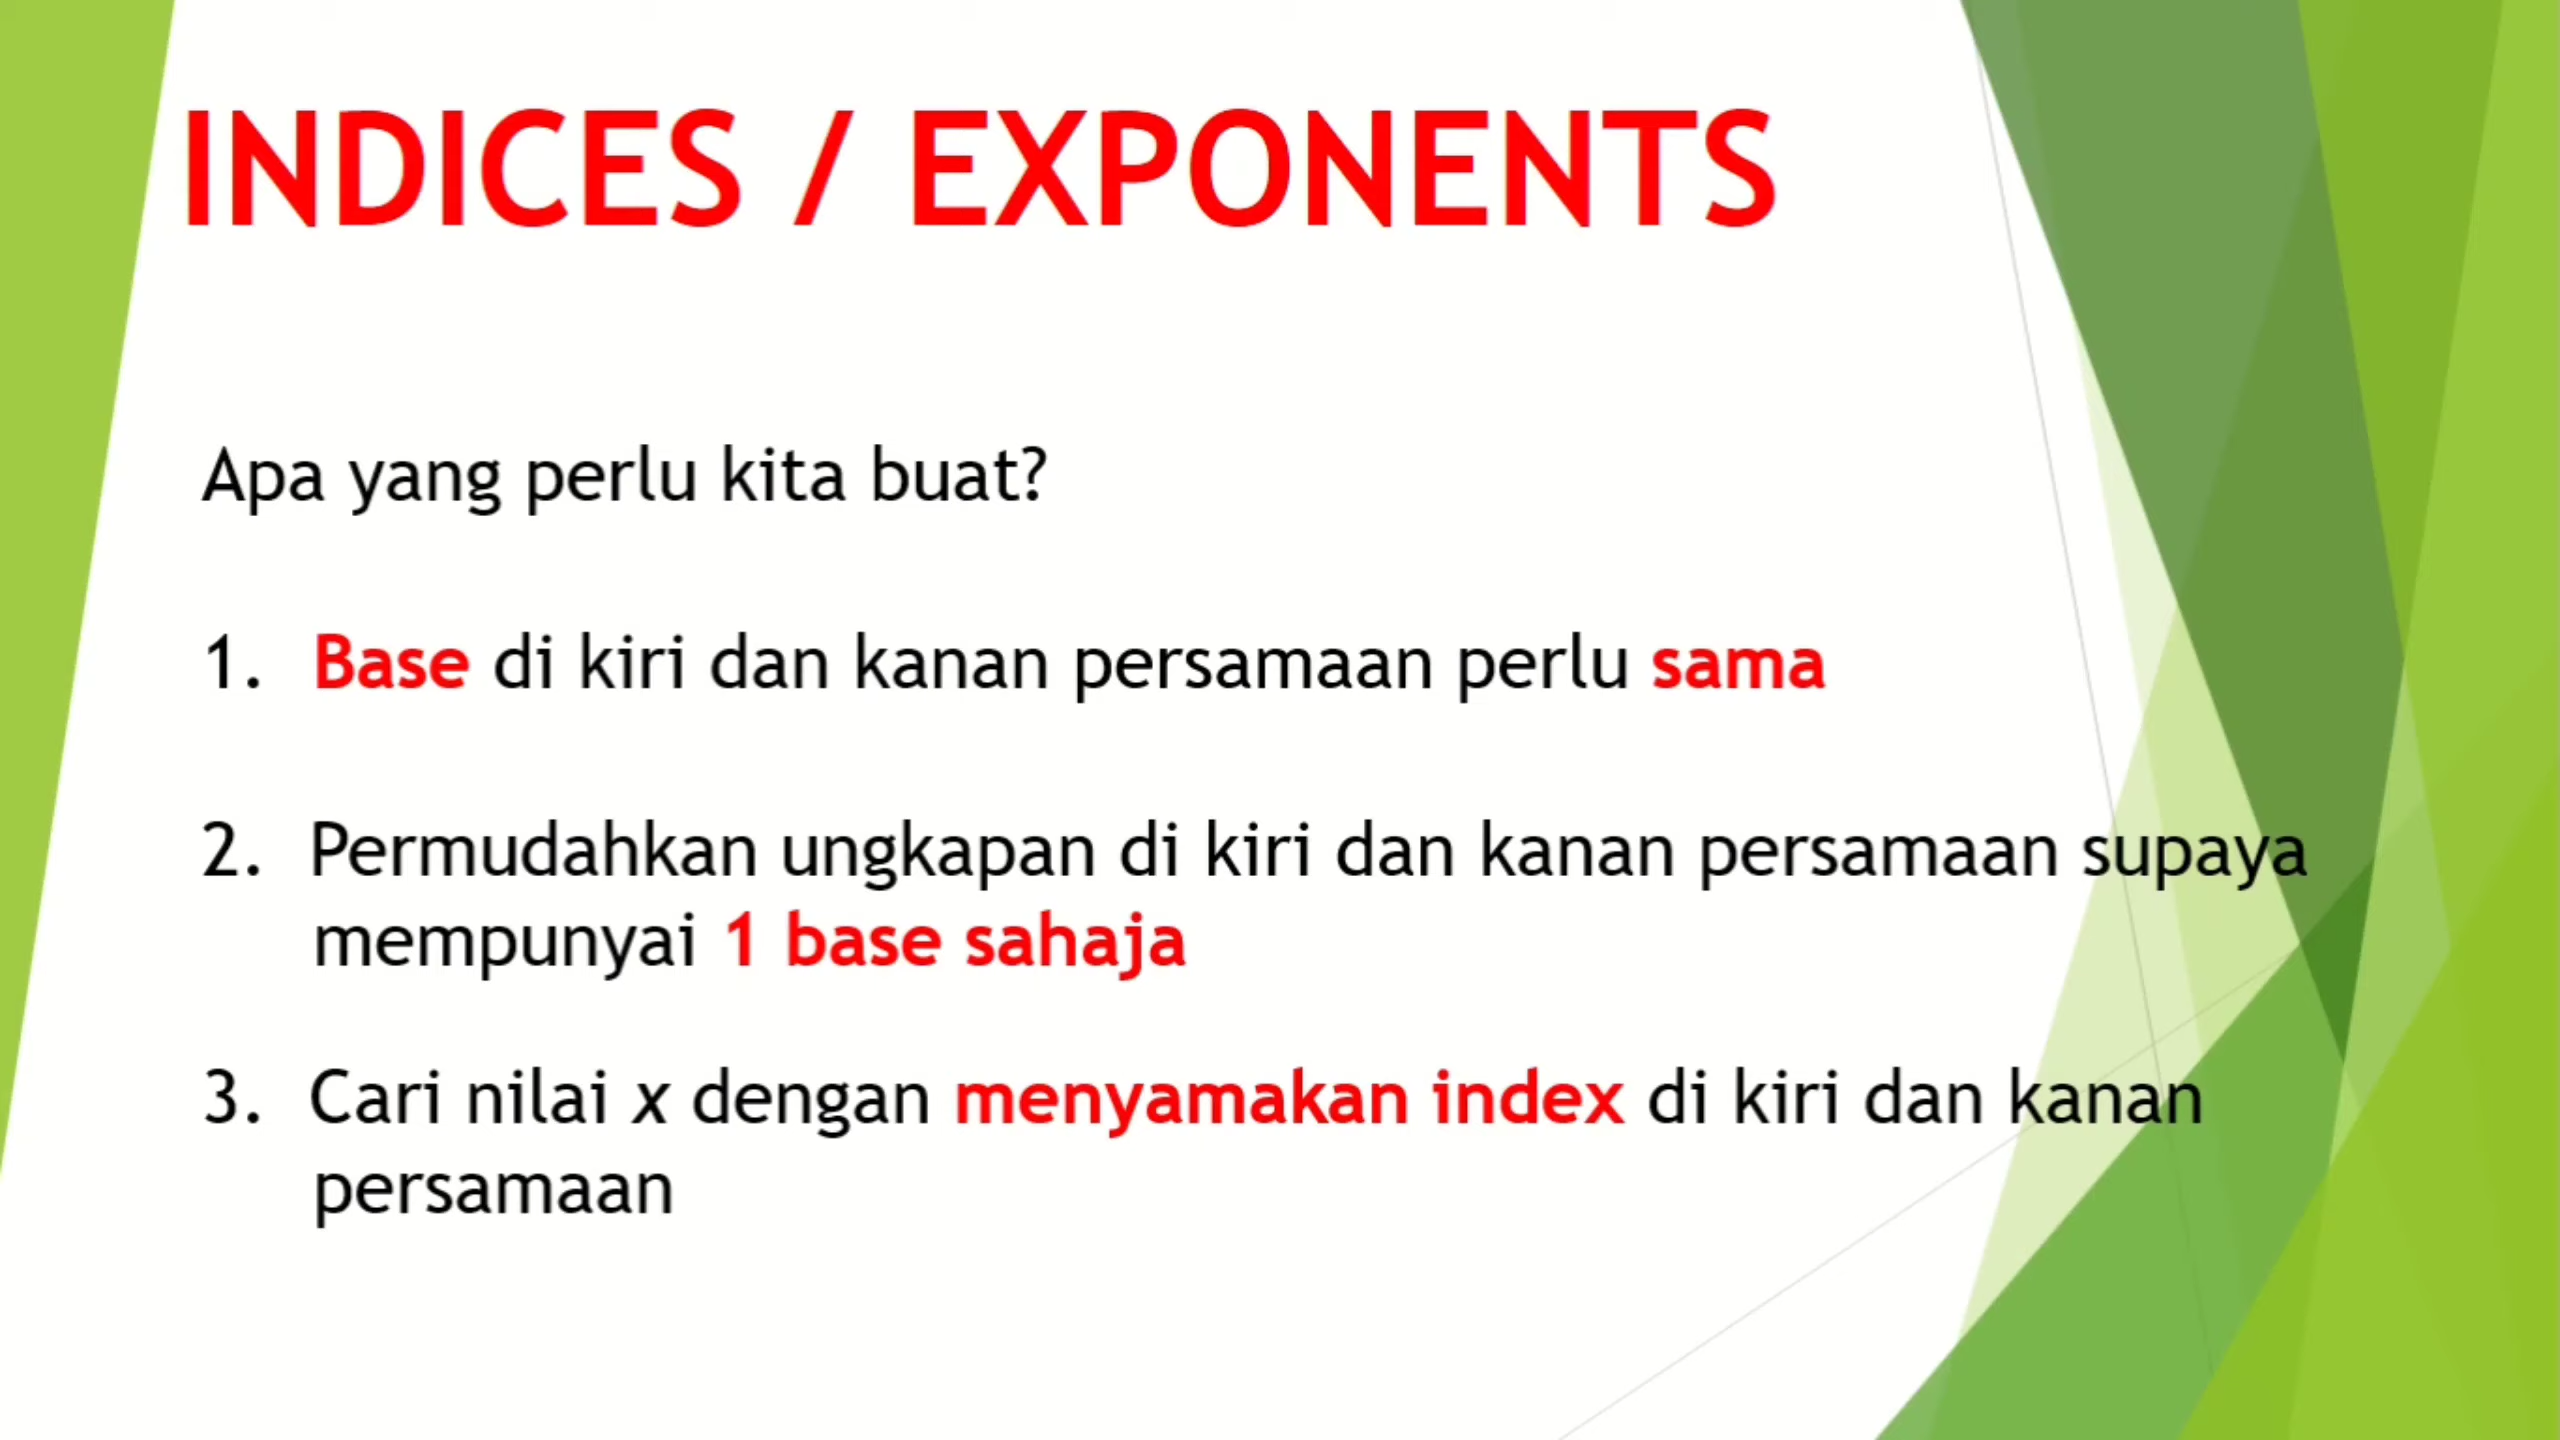 INDICES / EXPONENTS
Apa yang perlu kita buat?
1. Base di kiri dan kanan persamaan perlu sama
2. Permudahkan ungkapan di kiri dan kanan persamaan supaya
mempunyai 1 base sahaja
3. Cari nilai x dengan menyamakan index di kiri dan kanan
persamaan